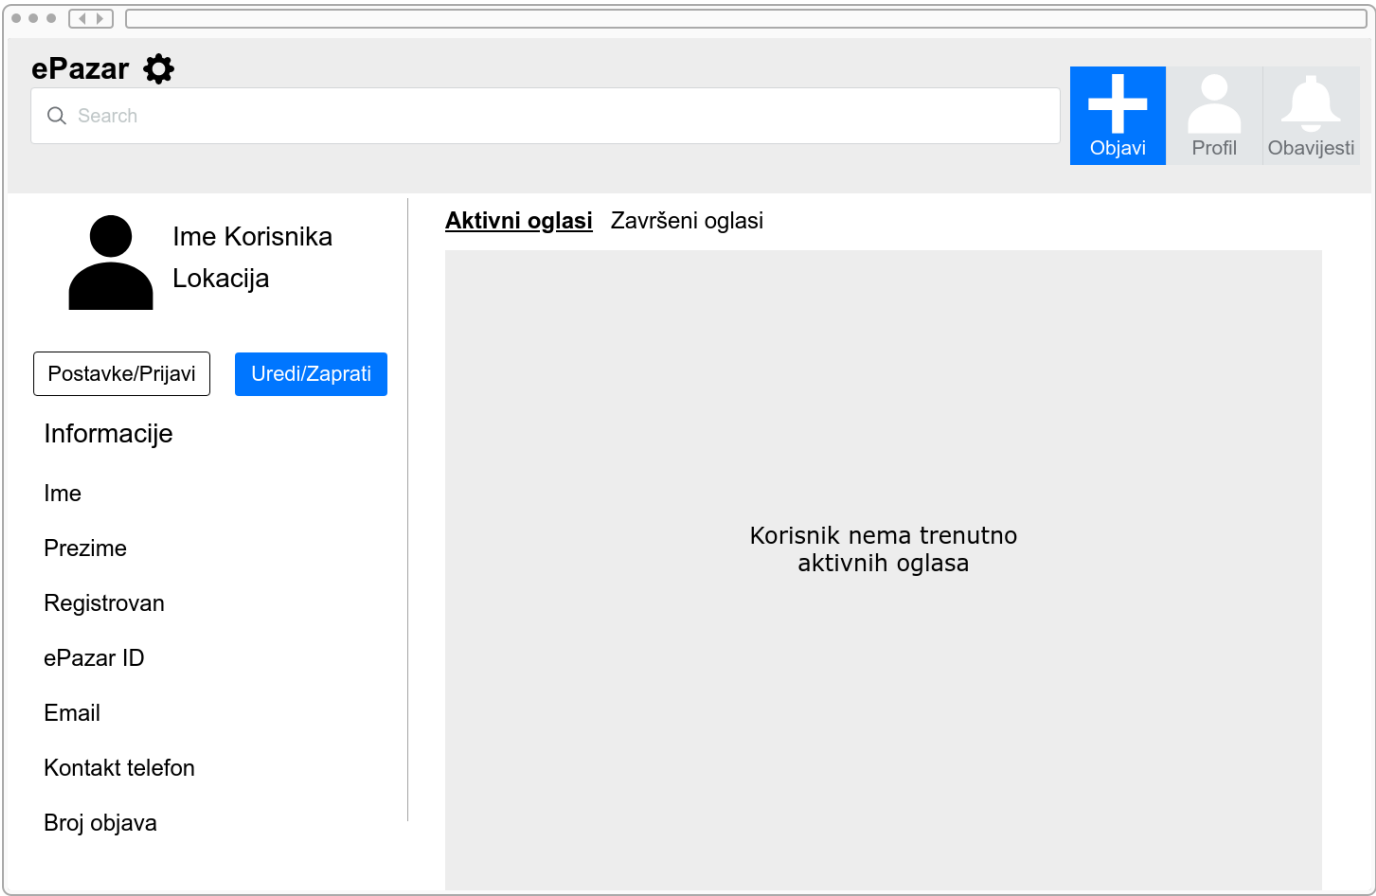 ePazar
Search
Objavi
Profil
Obavijesti
Ime Korisnika
Lokacija
Postavke/Prijavi
Uredi/Zaprati
Informacije
Ime
Prezime
Registrovan
ePazar ID
Email
Kontakt telefon
Broj objava
Aktivni oglasi
Završeni oglasi
Korisnik nema trenutno
aktivnih oglasa